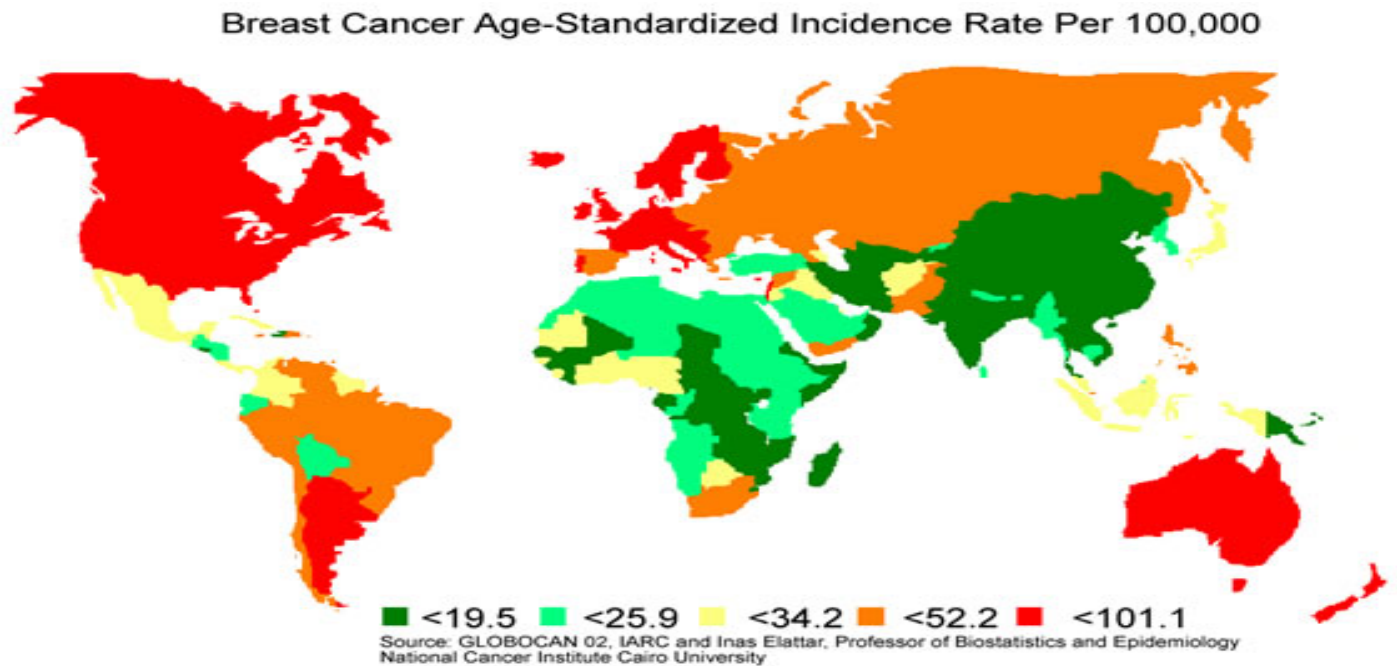 Breast Cancer Age-Standardized Incidence Rate Per 100,000
<19.5 <25.9 <34.2 <52.2 <101.1
Source: GLOBOCAN 02, IARC and Inas Elattar, Professor of Biostatistics and Epidemiology
National Cancer Institute Cairo University